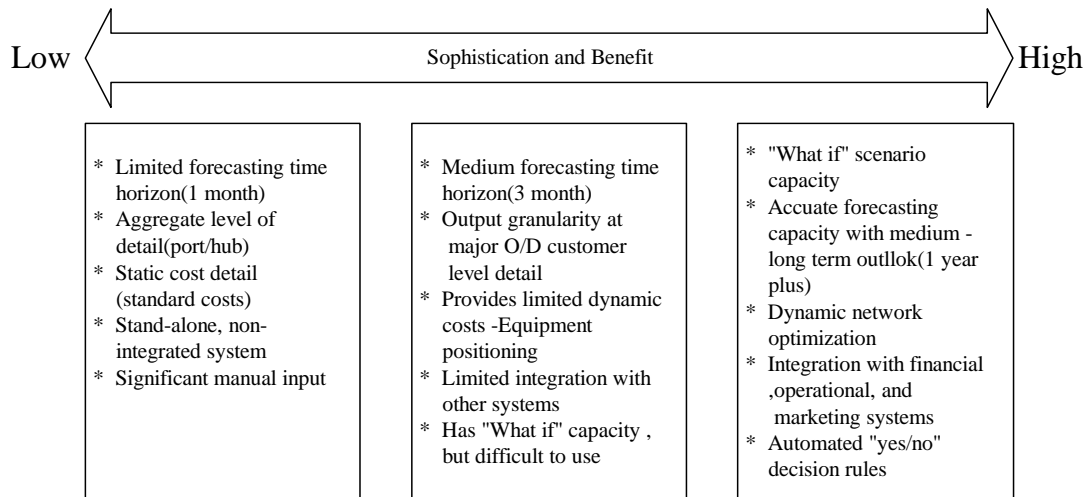 Low
Sophistication and Benefit
High
* Limited forecasting time
horizon(1 month)
* Aggregate level of
detail(port/hub)
* Static cost detail
(standard costs)
* Stand-alone, non-
integrated system
* Significant manual input
* Medium forecasting time
horizon(3 month)
* Output granularity at
major O/D customer
level detail
* Provides limited dynamic
costs -Equipment
positioning
* Limited integration with
other systems
* Has "What if" capacity ,
but difficult to use
* "What if" scenario
capacity
* Accuate forecasting
capacity with medium -
long term outllok(1 year
plus)
* Dynamic network
optimization
* Integration with financial
,operational, and
marketing systems
* Automated "yes/no"
decision rules